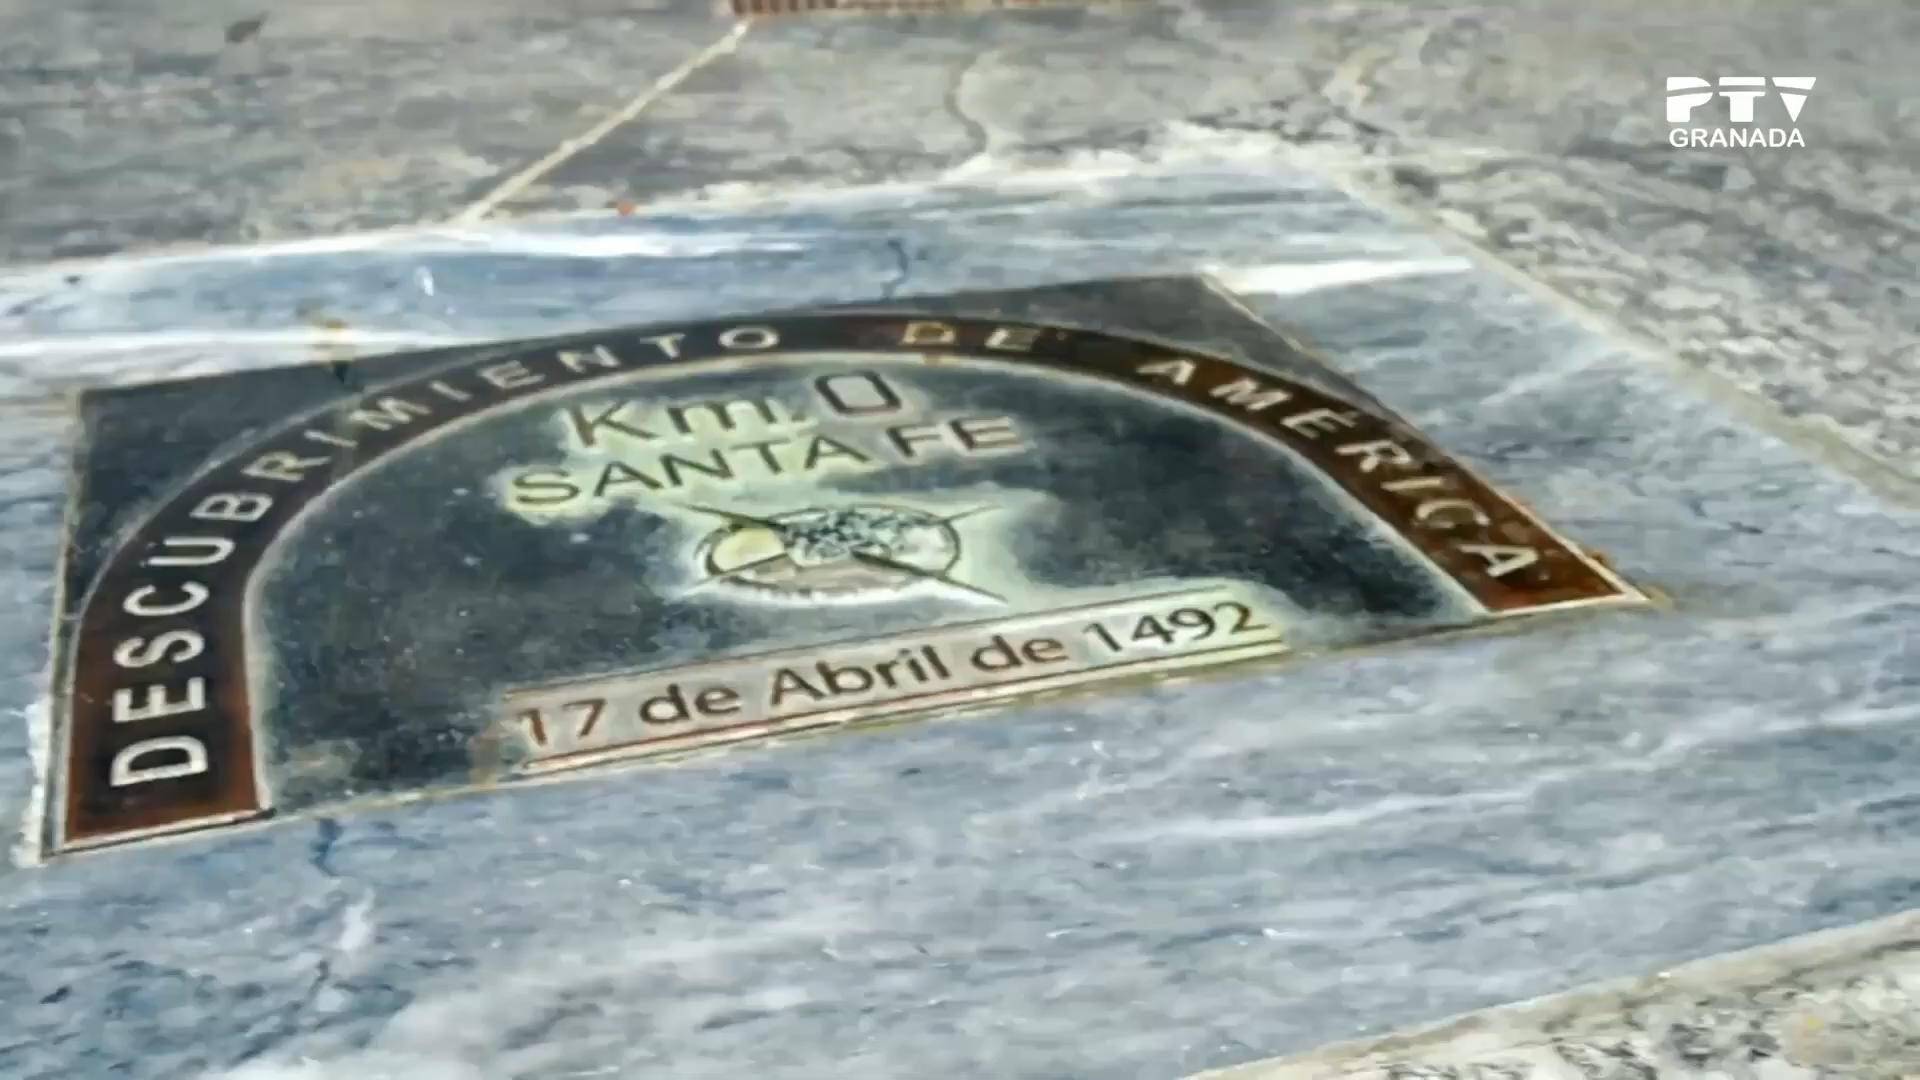 PTV
GRANADA
DESCUBRIMIENTO DE AMÉRICA
Km. 0
SANTA FE
17 de Abril de 1492